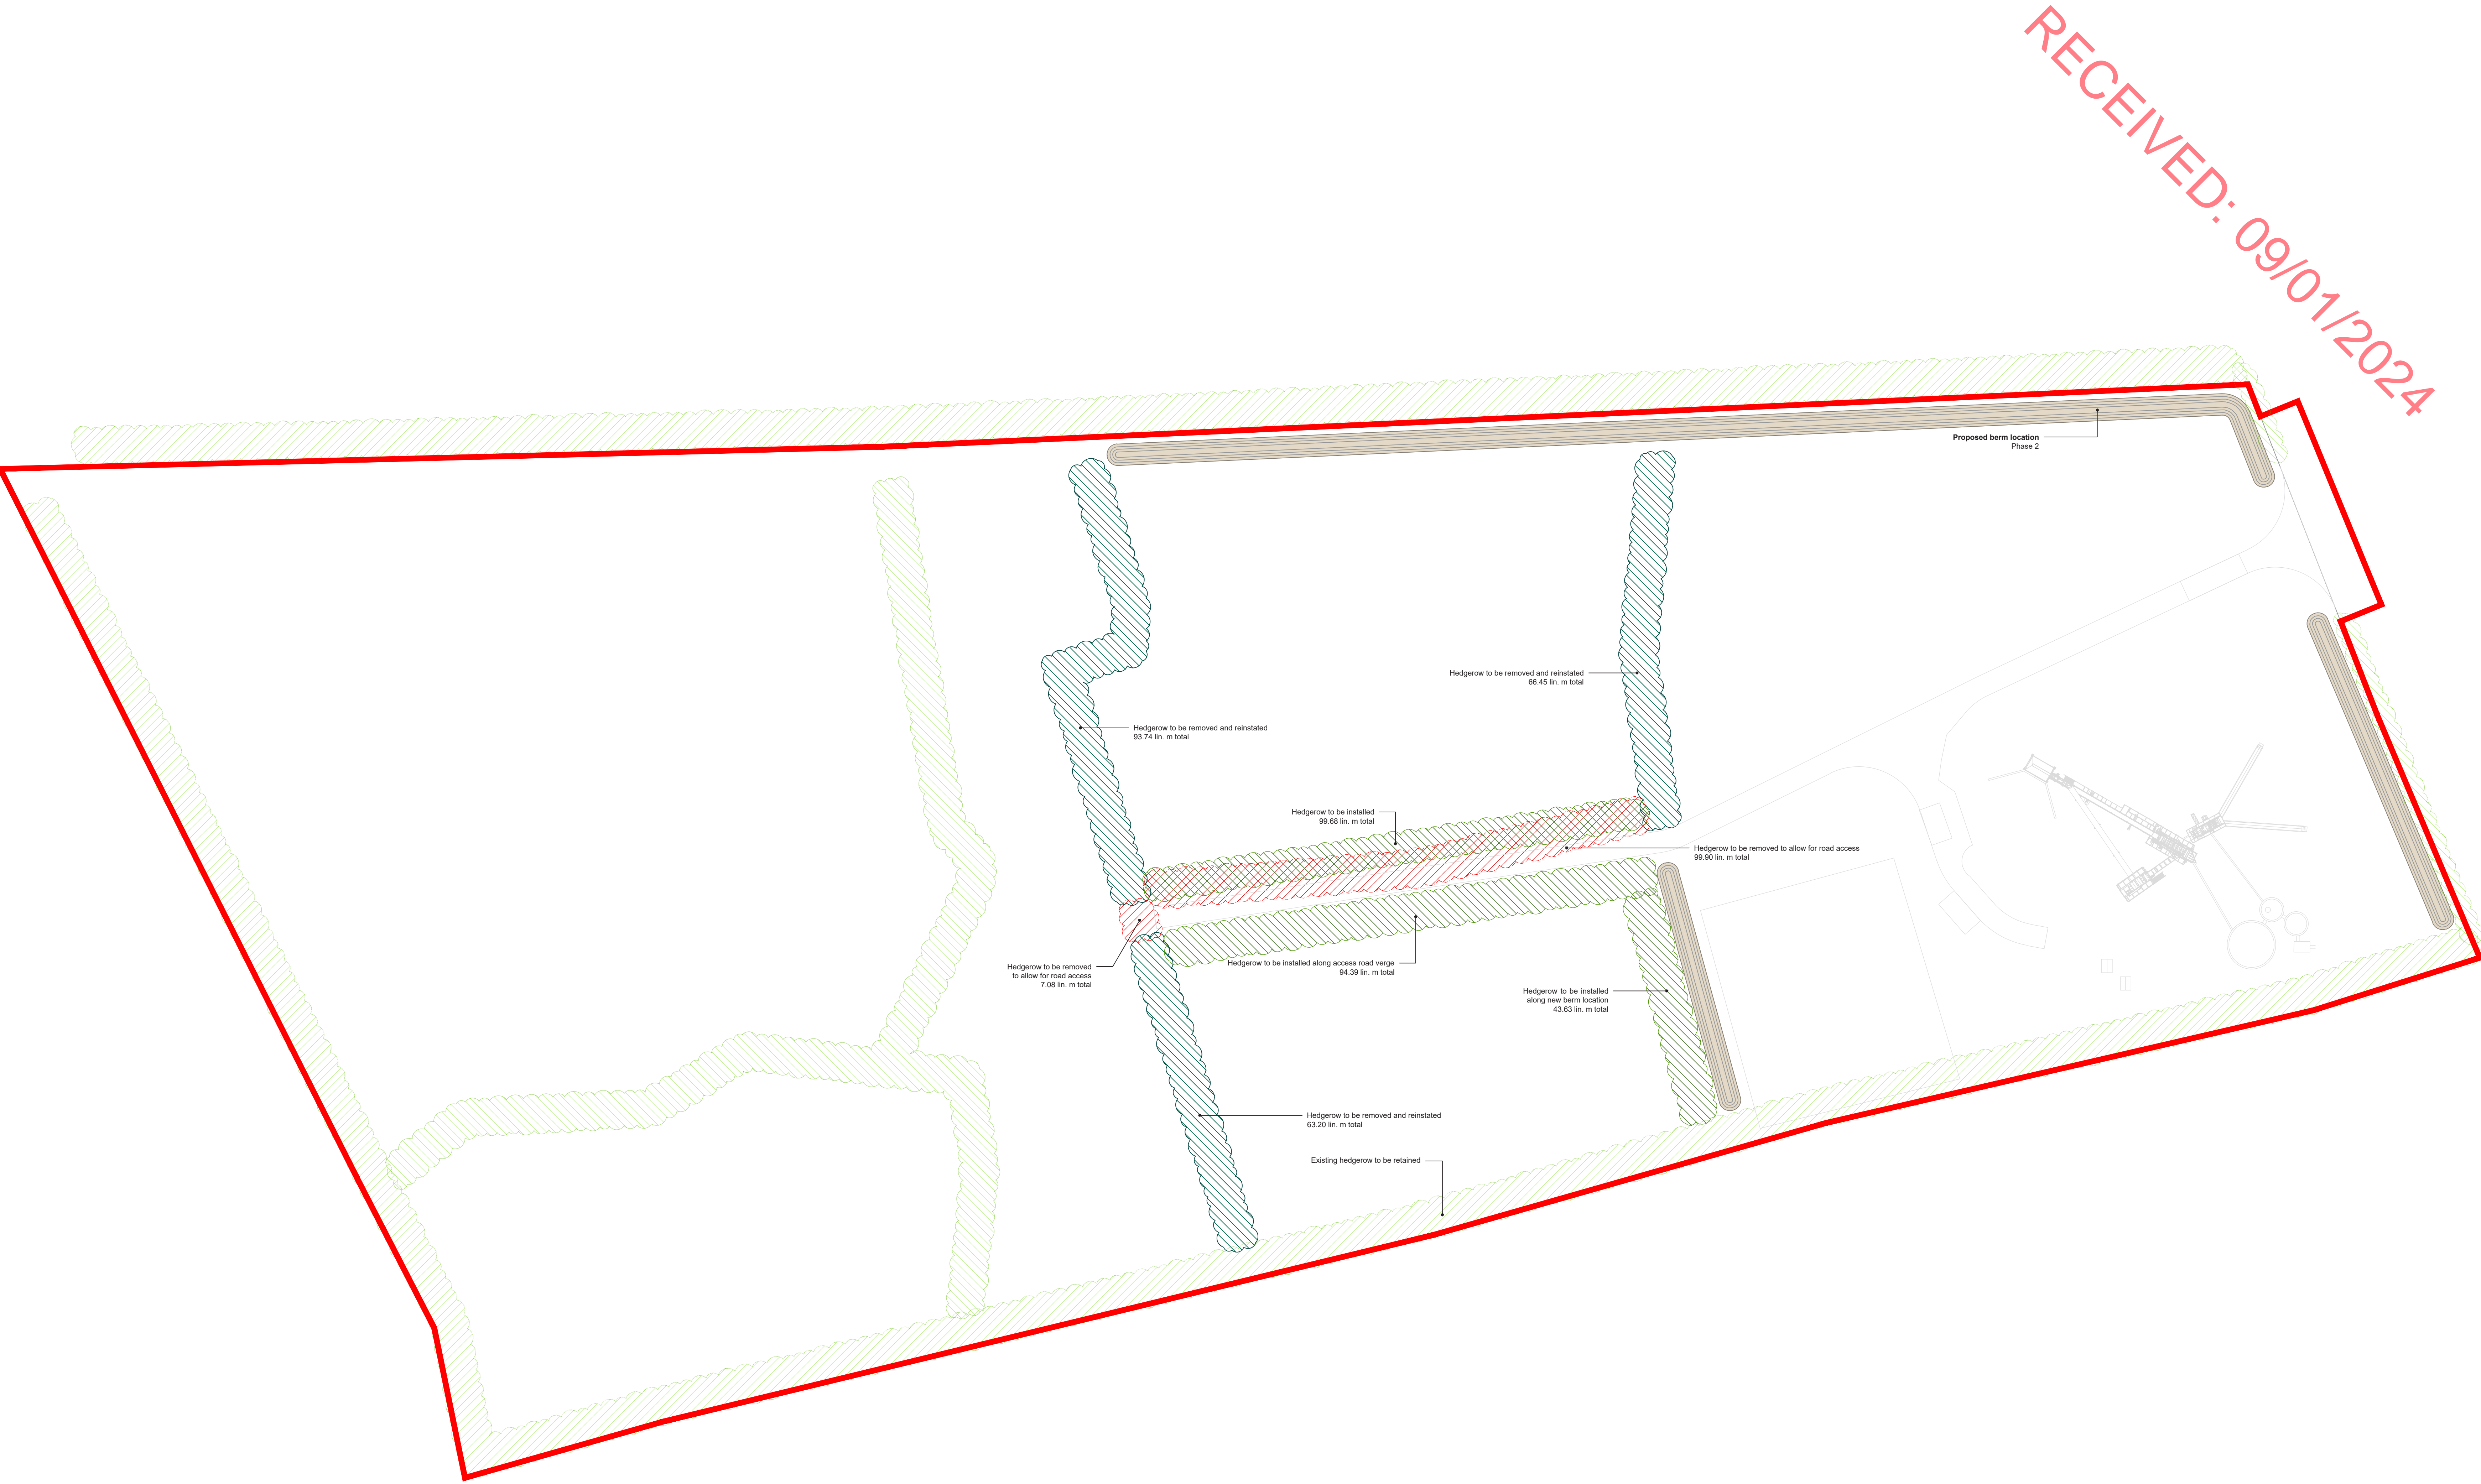 RECEIVED: 09/01/2024
Proposed berm location
Phase 2
Hedgerow to be removed and reinstated
66.45 lin. m total
Hedgerow to be removed and reinstated
93.74 lin. m total
Hedgerow to be installed
99.68 lin. m total
Hedgerow to be removed to allow for road access
99.90 lin. m total
Hedgerow to be removed
to allow for road access
7.08 lin. m total
Hedgerow to be installed along access road verge
94.39 lin. m total
Hedgerow to be installed
along new berm location
43.63 lin. m total
Hedgerow to be removed and reinstated
63.20 lin. m total
Existing hedgerow to be retained